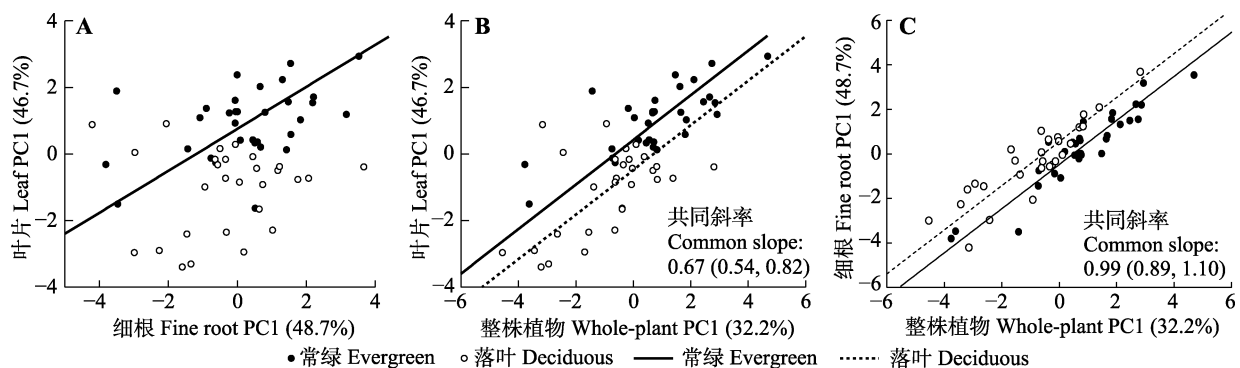 A
叶片 Leaf PC1 (46.7%)
4
2
0
−2
−4
−4 −2 0 2 4
细根 Fine root PC1 (48.7%)
B
叶片 Leaf PC1 (46.7%)
4
2
0
−2
−4
共同斜率
Common slope:
0.67 (0.54, 0.82)
−6 −4 −2 0 2 4 6
整株植物 Whole-plant PC1 (32.2%)
C
细根 Fine root PC1 (48.7%)
6
4
2
0
−2
−4
−6
共同斜率
Common slope:
0.99 (0.89, 1.10)
−6 −4 −2 0 2 4 6
整株植物 Whole-plant PC1 (32.2%)
常绿 Evergreen 落叶 Deciduous 常绿 Evergreen 落叶 Deciduous